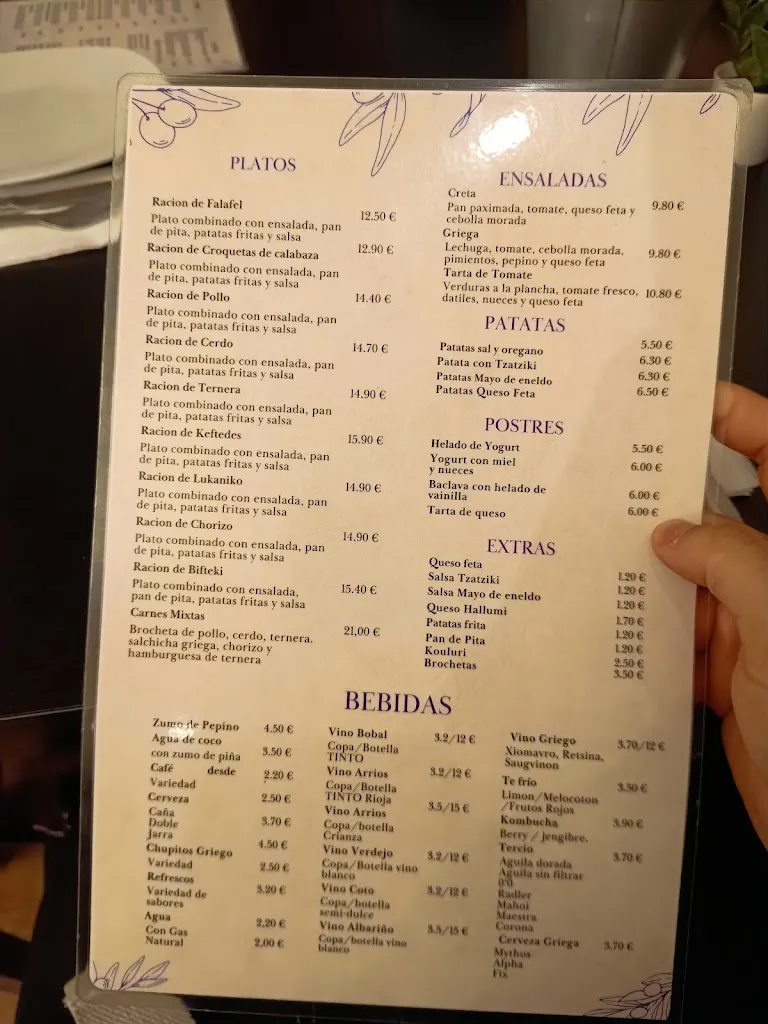 PLATOS
Racion de Falafel
12.50 €
Plato combinado con ensalada, pan
de pita, patatas fritas y salsa
Racion de Croquetas de calabaza
12.90 €
Plato combinado con ensalada, pan
de pita, patatas fritas y salsa
Racion de Pollo
14.40 €
Plato combinado con ensalada, pan
de pita, patatas fritas y salsa
Racion de Cerdo
14.70 €
Plato combinado con ensalada, pan
de pita, patatas fritas y salsa
Racion de Ternera
14.90 €
Plato combinado con ensalada, pan
de pita, patatas fritas y salsa
Racion de Keftedes
15.90 €
Plato combinado con ensalada, pan
de pita, patatas fritas y salsa
Racion de Lukaniko
14.90 €
Plato combinado con ensalada, pan
de pita, patatas fritas y salsa
Racion de Chorizo
14.90 €
Plato combinado con ensalada, pan
de pita, patatas fritas y salsa
Racion de Bifteki
15.40 €
Plato combinado con ensalada,
pan de pita, patatas fritas y salsa
Carnes Mixtas
21,00 €
Brocheta de pollo, cerdo, ternera.
salchicha griega, chorizo y
hamburguesa de ternera
ENSALADAS
Creta
9.80 €
Pan paximada, tomate, queso feta y
cebolla morada
Griega
9.80 €
Lechuga, tomate, cebolla morada,
pimientos, pepino y queso feta
Tarta de Tomate
Verduras a la plancha, tomate fresco, 10.80 €
datiles, nueces y queso feta
PATATAS
Patatas sal y oregano 5.50 €
Patata con Tzatziki 6.30 €
Patatas Mayo de eneldo 6.30 €
Patatas Queso Feta 6.50 €
POSTRES
Helado de Yogurt 5.50 €
Yogurt con miel 6.00 €
y nueces
Baclava con helado de
vainilla 6.00 €
Tarta de queso 6.00 €
EXTRAS
Queso feta 1.20 €
Salsa Tzatziki 1.20 €
Salsa Mayo de eneldo 1.20 €
Queso Hallumi 1.70 €
Patatas frita 1.20 €
Pan de Pita 1.20 €
Kouluri 2.50 €
Brochetas 3.50 €
BEBIDAS
Zumo de Pepino 4.50 €
Agua de coco
con zumo de piña 3.50 €
Café desde 2.20 €
Variedad
Cerveza 2.50 €
Caña
Doble 3.70 €
Jarra
4.50 €
Chupitos Griego
Variedad 2.50 €
Refrescos
Variedad de 3.20 €
sabores
Agua 2,20 €
Con Gas
Natural 2,00 €
Vino Bobal 3.2/12 €
Copa/Botella
TINTO
Vino Arrios 3.2/12 €
Copa/Botella
TINTO Rioja
Vino Arrios 3.5/15 €
Copa/botella
Crianza
Vino Verdejo 3.2/12 €
Copa/Botella vino
blanco
Vino Coto 3.2/12 €
Copa/botella
semi-dulce
Vino Albariño 3.5/15 €
Copa/botella vino
blanco
Vino Griego 3.70/12 €
Xiomavro, Retsina,
Saugvinon
Te frío 3.50 €
Limon/Melocoton
/Frutos Rojos
Kombucha 3.90 €
Berry / jengibre.
Tercio 3.70 €
Aguila dorada
Aguila sin filtrar
0'0
Radler
Mahoi
Maestra
Corona
Cerveza Griega 3.70 €
Mythos
Alpha
Fix